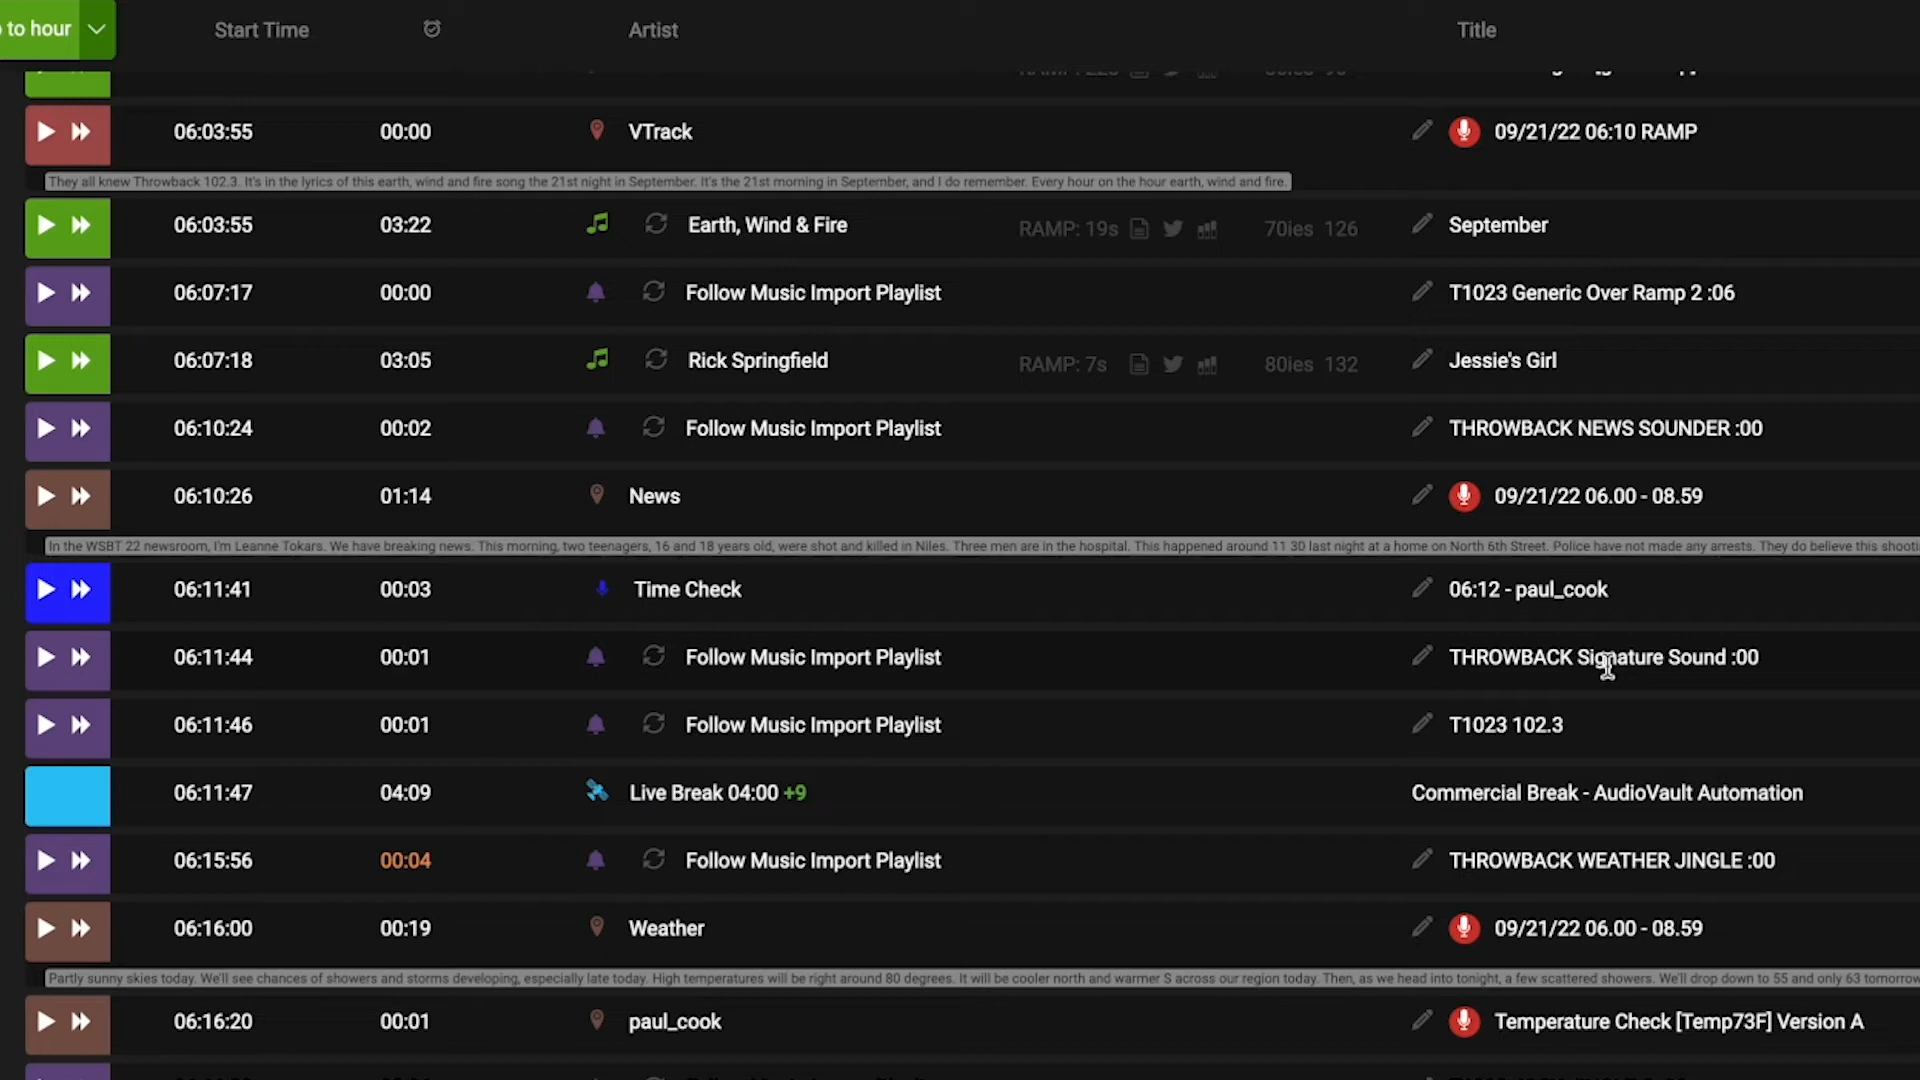 to hour Start Time Artist Title
06:03:55 00:00 VTrack 09/21/22 06:10 RAMP
They all knew Throwback 102.3. It's in the lyrics of this earth, wind and fire song the 21st night in September. It's the 21st morning in September, and I do remember. Every hour on the hour earth, wind and fire.
06:03:55 03:22 Earth, Wind & Fire RAMP: 19s 70ies 126 September
06:07:17 00:00 Follow Music Import Playlist T1023 Generic Over Ramp 2 :06
06:07:18 03:05 Rick Springfield RAMP: 7s 80ies 132 Jessie's Girl
06:10:24 00:02 Follow Music Import Playlist THROWBACK NEWS SOUNDER :00
06:10:26 01:14 News 09/21/22 06.00 - 08.59
In the WSBT 22 newsroom, I'm Leanne Tokars. We have breaking news. This morning, two teenagers, 16 and 18 years old, were shot and killed in Niles. Three men are in the hospital. This happened around 11 30 last night at a home on North 6th Street. Police have not made any arrests. They do believe this shooti
06:11:41 00:03 Time Check 06:12 - paul_cook
06:11:44 00:01 Follow Music Import Playlist THROWBACK Signature Sound :00
06:11:46 00:01 Follow Music Import Playlist T1023 102.3
06:11:47 04:09 Live Break 04:00 +9 Commercial Break - AudioVault Automation
06:15:56 00:04 Follow Music Import Playlist THROWBACK WEATHER JINGLE :00
06:16:00 00:19 Weather 09/21/22 06.00 - 08.59
Partly sunny skies today. We'll see chances of showers and storms developing, especially late today. High temperatures will be right around 80 degrees. It will be cooler north and warmer S across our region today. Then, as we head into tonight, a few scattered showers. We'll drop down to 55 and only 63 tomorrow
06:16:20 00:01 paul_cook Temperature Check [Temp73F] Version A